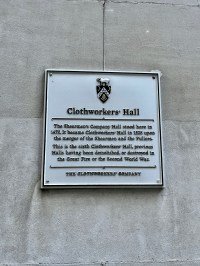 Clothworkers' Hall
The Shearmen's Company Hall stood here in
1472. It became Clothworkers' Hall in 1528 upon
the merger of the Shearmen and the Fullers.
This is the sixth Clothworkers' Hall, previous
Halls having been demolished, or destroyed in
the Great Fire or the Second World War.
THE CLOTHWORKERS' COMPANY